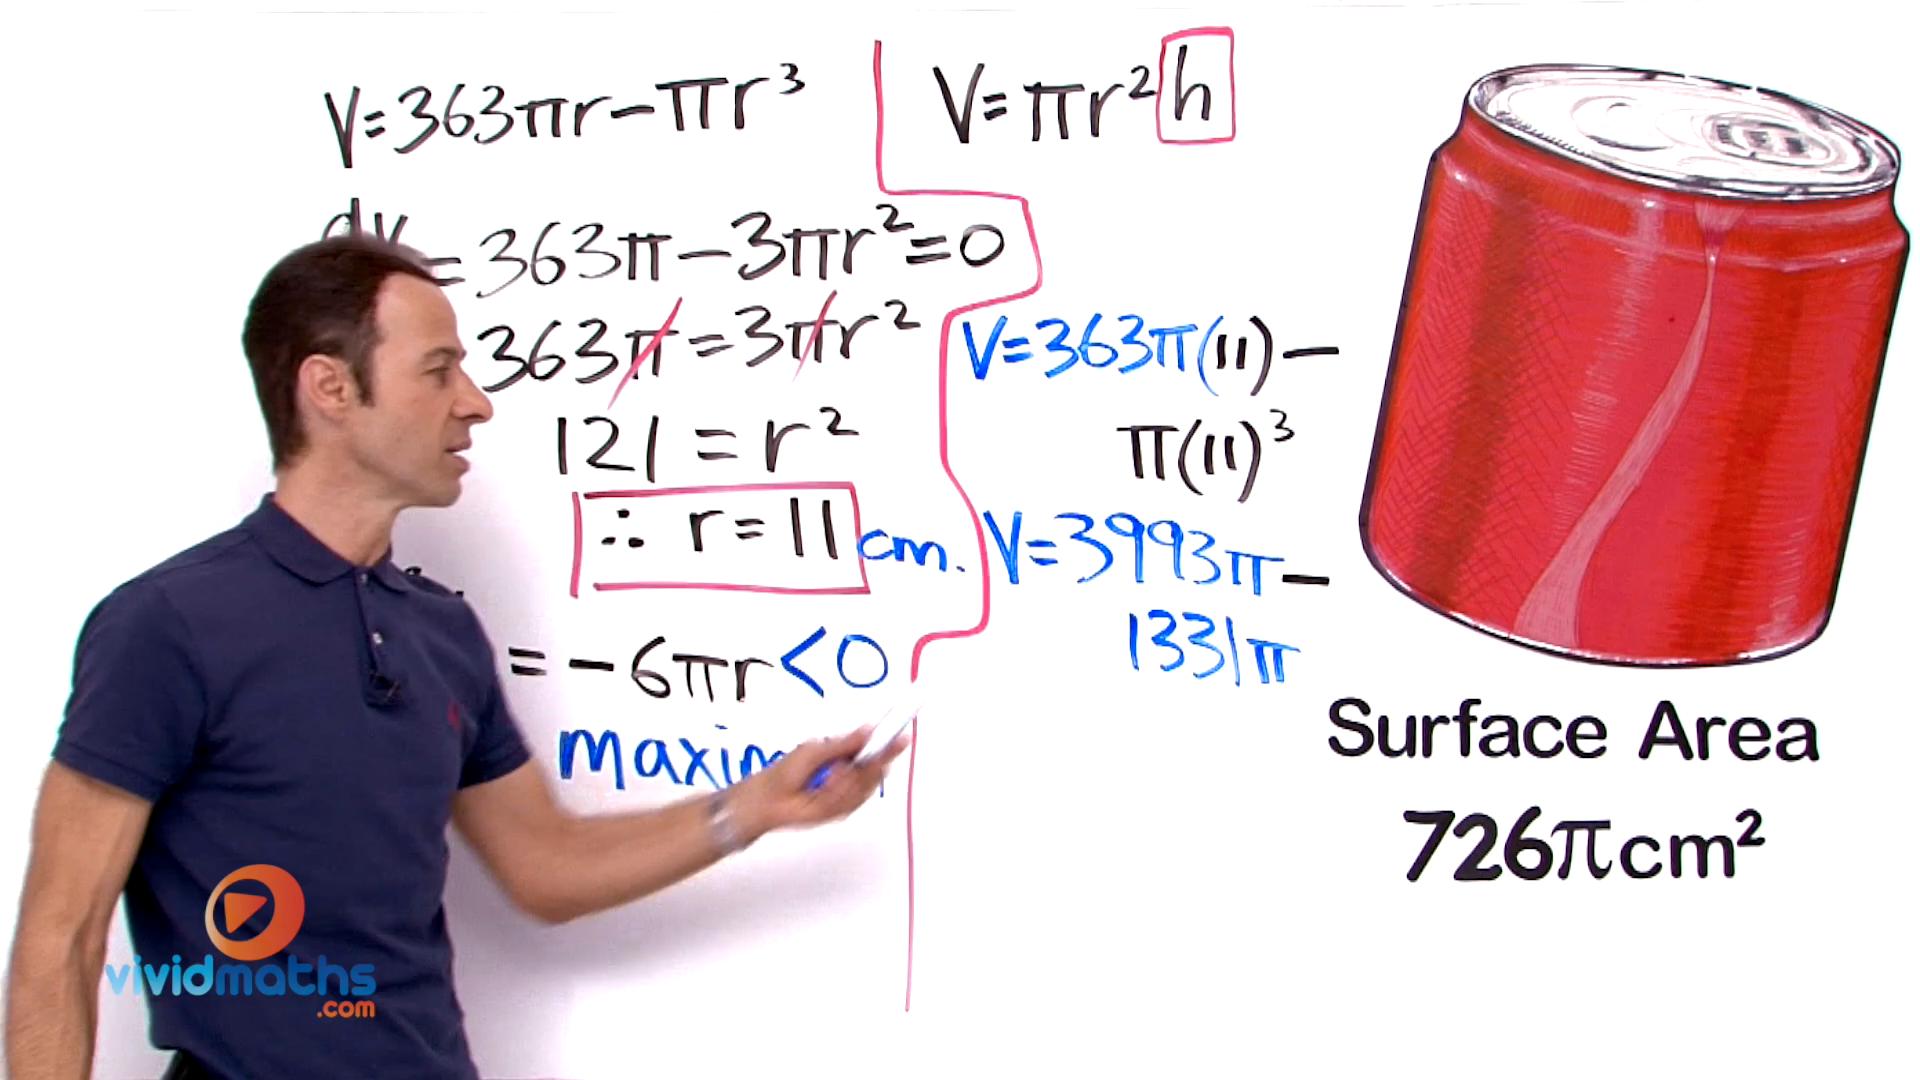 V=363πr−πr³
= 363π−3πr²=0
363π=3πr²
121 = r²
∴ r=11 cm.
= −6πr<0
V=πr²h
V=363π(11)−
π(11)³
V=3993π−
1331π
Surface Area
726πcm²
vividmaths
.com